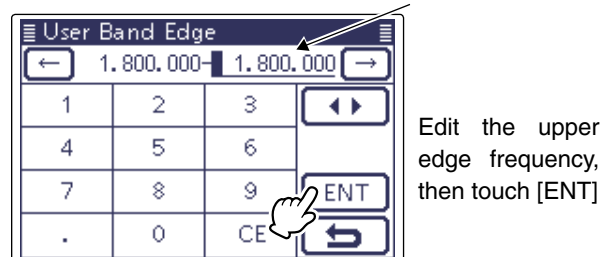 User Band Edge
← 1.800.000- 1.800.000 →
1 2 3 ◄ ►
4 5 6
7 8 9 ENT
. 0 CE
Edit the upper
edge frequency,
then touch [ENT]